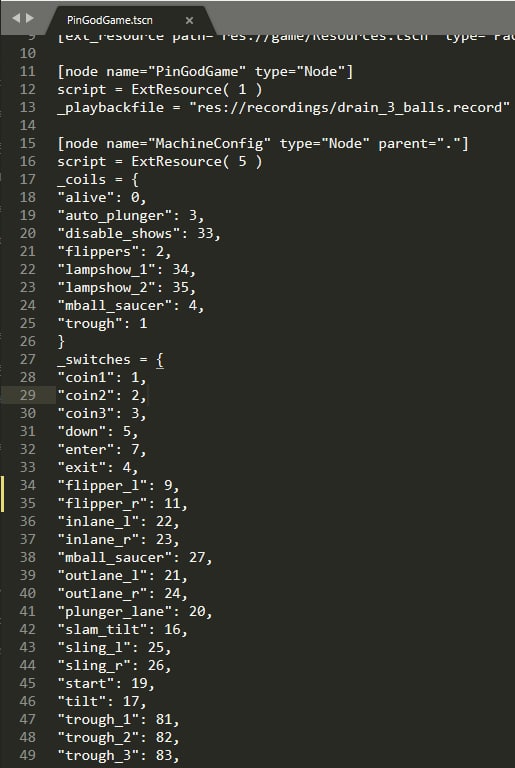 PinGodGame.tscn ×
9 [ext_resource path="res://game/Resources.tscn" type="Pac
10
11 [node name="PinGodGame" type="Node"]
12 script = ExtResource( 1 )
13 _playbackfile = "res://recordings/drain_3_balls.record"
14
15 [node name="MachineConfig" type="Node" parent="."]
16 script = ExtResource( 5 )
17 _coils = {
18 "alive": 0,
19 "auto_plunger": 3,
20 "disable_shows": 33,
21 "flippers": 2,
22 "lampshow_1": 34,
23 "lampshow_2": 35,
24 "mball_saucer": 4,
25 "trough": 1
26 }
27 _switches = {
28 "coin1": 1,
29 "coin2": 2,
30 "coin3": 3,
31 "down": 5,
32 "enter": 7,
33 "exit": 4,
34 "flipper_l": 9,
35 "flipper_r": 11,
36 "inlane_l": 22,
37 "inlane_r": 23,
38 "mball_saucer": 27,
39 "outlane_l": 21,
40 "outlane_r": 24,
41 "plunger_lane": 20,
42 "slam_tilt": 16,
43 "sling_l": 25,
44 "sling_r": 26,
45 "start": 19,
46 "tilt": 17,
47 "trough_1": 81,
48 "trough_2": 82,
49 "trough_3": 83,